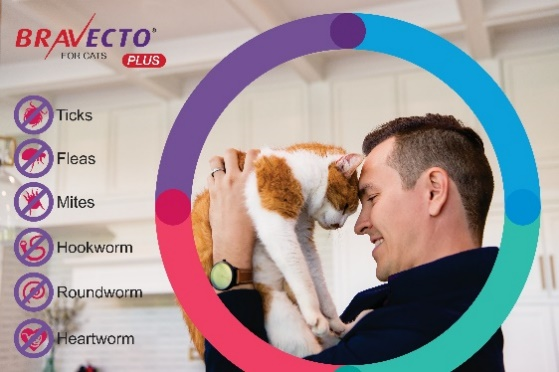 BRAVECTO®
FOR CATS
PLUS
Ticks
Fleas
Mites
Hookworm
Roundworm
Heartworm